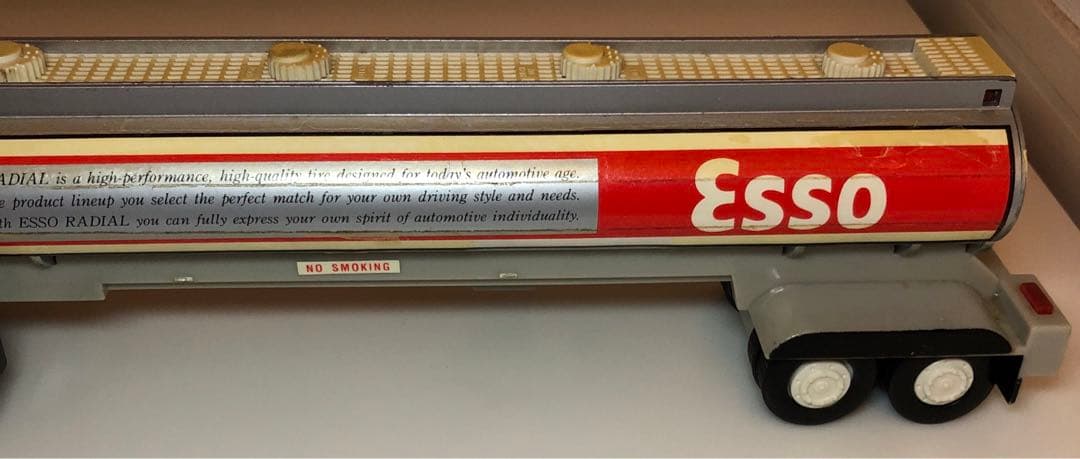 RADIAL is a high-performance, high-quality tire designed for today's automotive age.
product lineup you select the perfect match for your own driving style and needs.
ESSO RADIAL you can fully express your own spirit of automotive individuality.
Esso
NO SMOKING